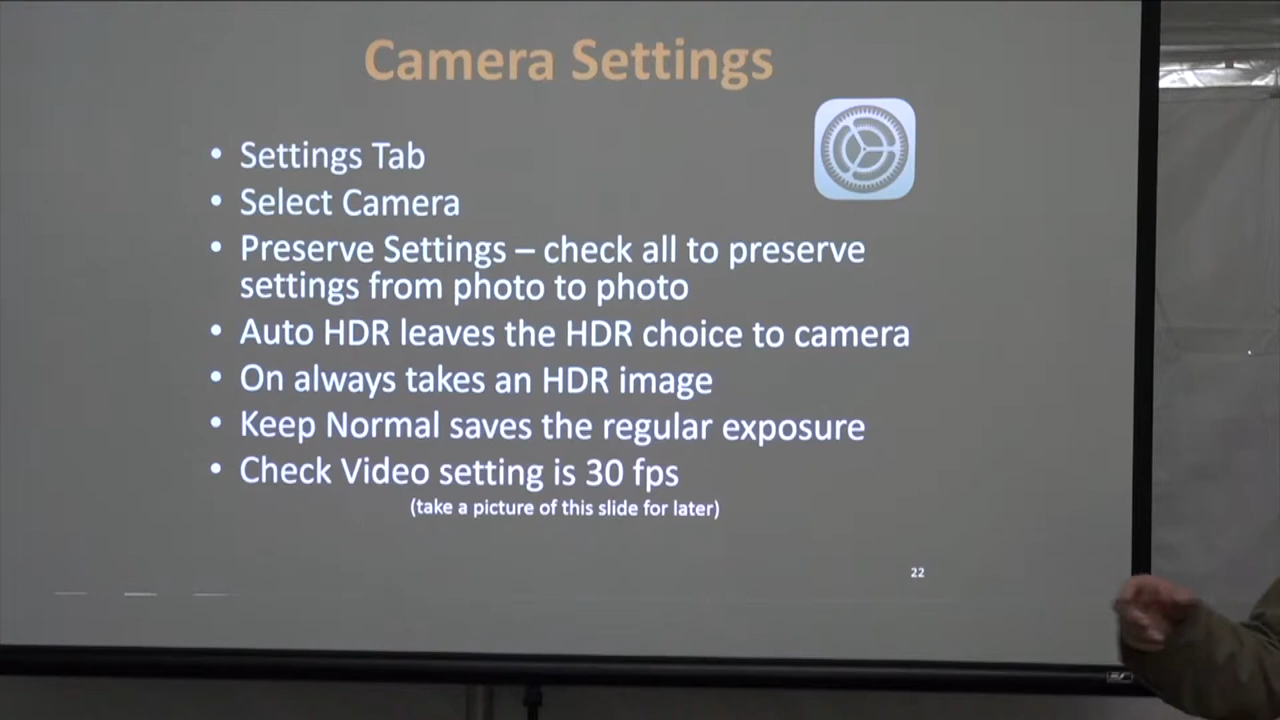 Camera Settings
• Settings Tab
• Select Camera
• Preserve Settings – check all to preserve
settings from photo to photo
• Auto HDR leaves the HDR choice to camera
• On always takes an HDR image
• Keep Normal saves the regular exposure
• Check Video setting is 30 fps
(take a picture of this slide for later)
22